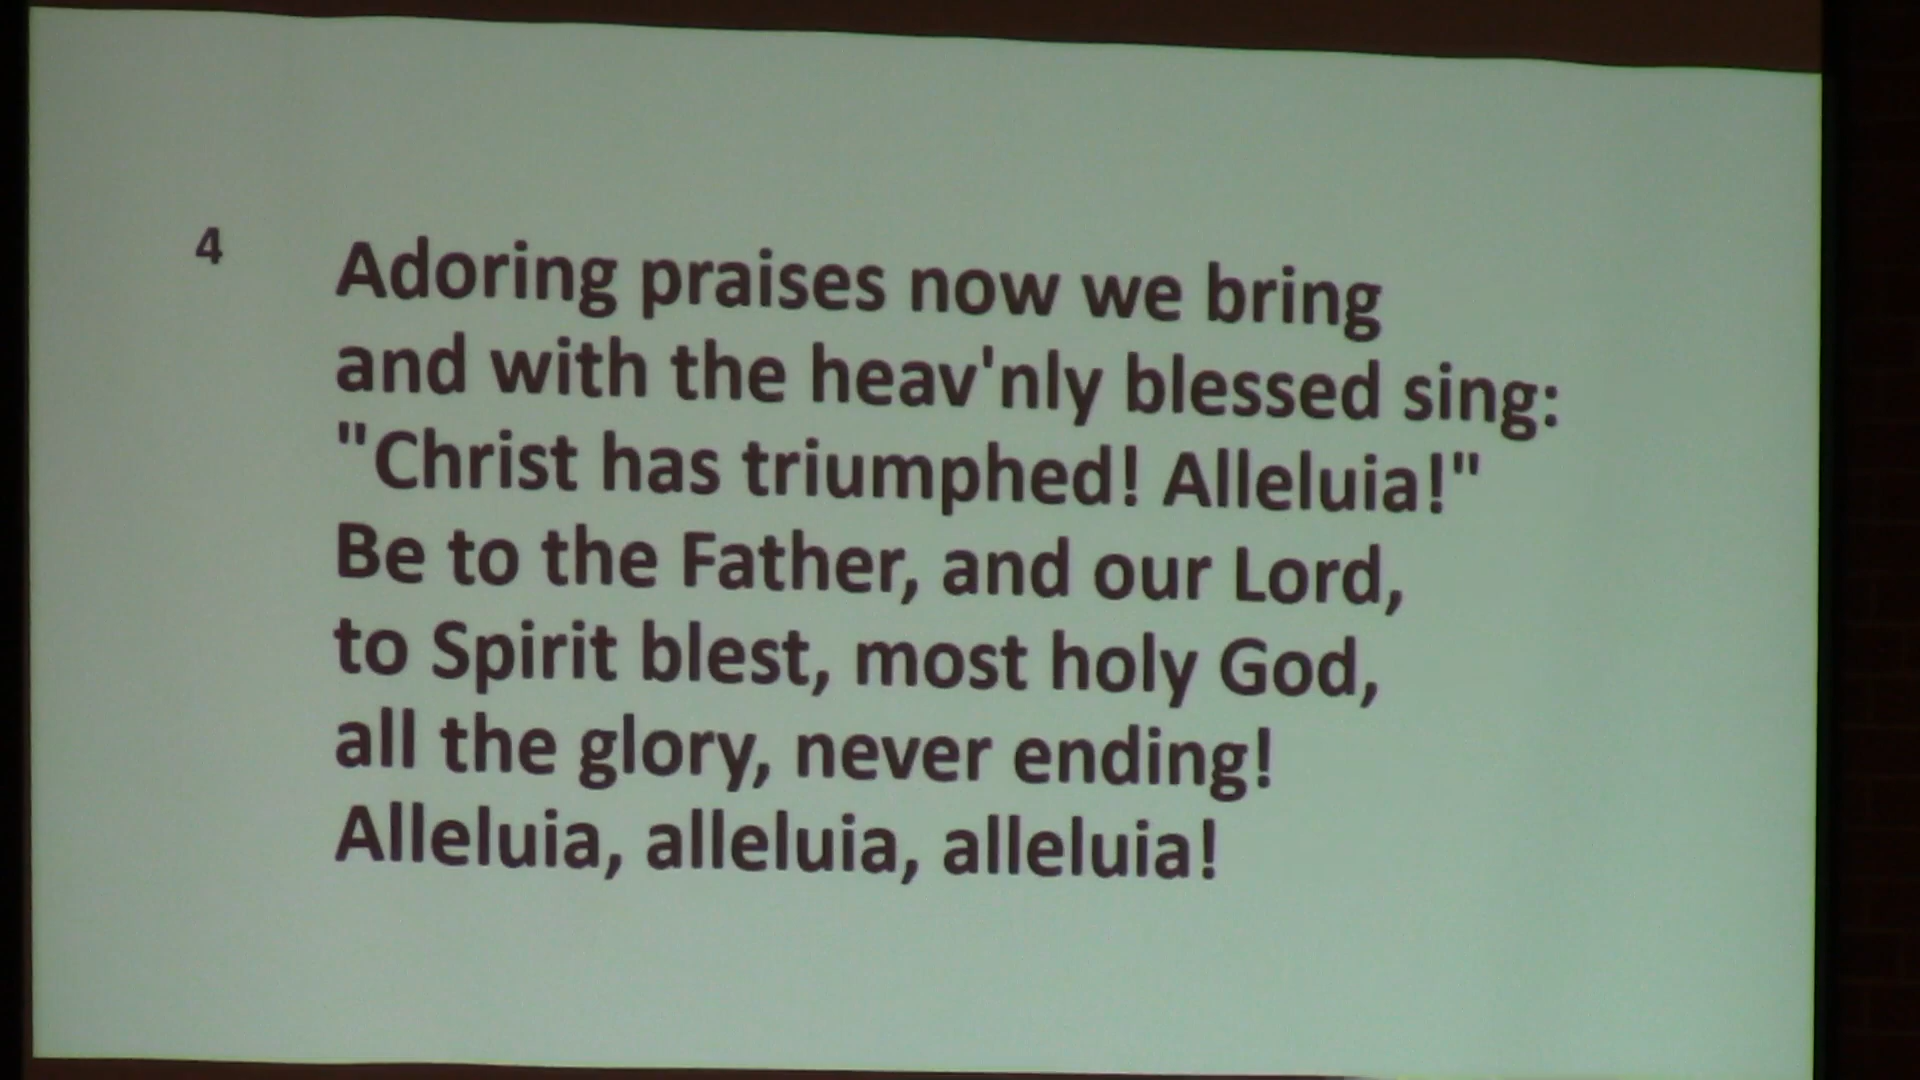 4
Adoring praises now we bring
and with the heav'nly blessed sing:
"Christ has triumphed! Alleluia!"
Be to the Father, and our Lord,
to Spirit blest, most holy God,
all the glory, never ending!
Alleluia, alleluia, alleluia!